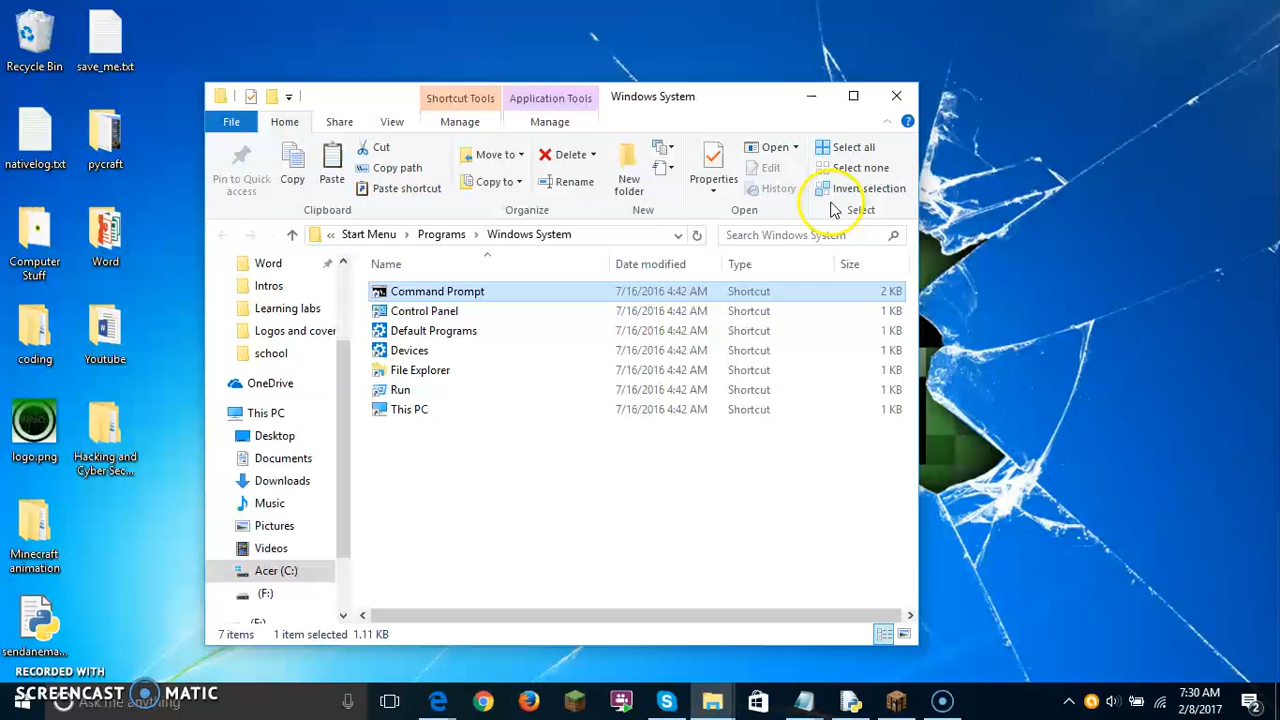 Recycle Bin
save_me.txt
nativelog.txt
pycraft
Computer Stuff
Word
coding
Youtube
logo.png
Hacking and Cyber Sec...
Minecraft animation
sendanema...
Shortcut Tools
Application Tools
Windows System
File
Home
Share
View
Manage
Manage
Pin to Quick access
Copy
Paste
Cut
Copy path
Paste shortcut
Clipboard
Move to
Copy to
Delete
Rename
Organize
New folder
New
Properties
Open
Edit
History
Open
Select all
Select none
Invert selection
Select
« Start Menu > Programs > Windows System
Search Windows System
Name Date modified Type Size
Command Prompt 7/16/2016 4:42 AM Shortcut 2 KB
Control Panel 7/16/2016 4:42 AM Shortcut 1 KB
Default Programs 7/16/2016 4:42 AM Shortcut 1 KB
Devices 7/16/2016 4:42 AM Shortcut 1 KB
File Explorer 7/16/2016 4:42 AM Shortcut 1 KB
Run 7/16/2016 4:42 AM Shortcut 1 KB
This PC 7/16/2016 4:42 AM Shortcut 1 KB
Word
Intros
Learning labs
Logos and cover
school
OneDrive
This PC
Desktop
Documents
Downloads
Music
Pictures
Videos
Acer (C:)
(F:)
7 items 1 item selected 1.11 KB
RECORDED WITH
SCREENCAST MATIC
Ask me anything
7:30 AM
2/8/2017
2